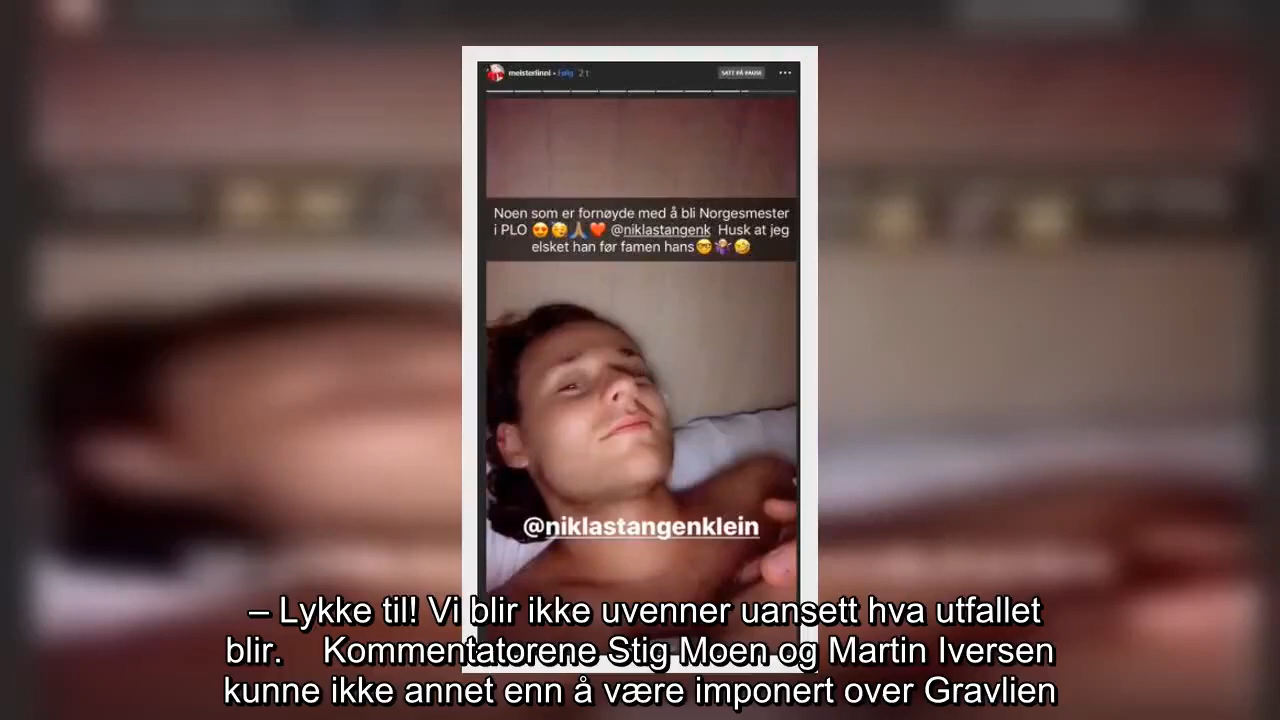 meisterlinni • Følg 2 t SATT PÅ PAUSE
Noen som er fornøyde med å bli Norgesmester
i PLO 😍🥳🙏❤️ @niklastangenk Husk at jeg
elsket han før famen hans🤓🤷‍♀️🤣
@niklastangenklein
– Lykke til! Vi blir ikke uvenner uansett hva utfallet
blir. Kommentatorene Stig Moen og Martin Iversen
kunne ikke annet enn å være imponert over Gravlien